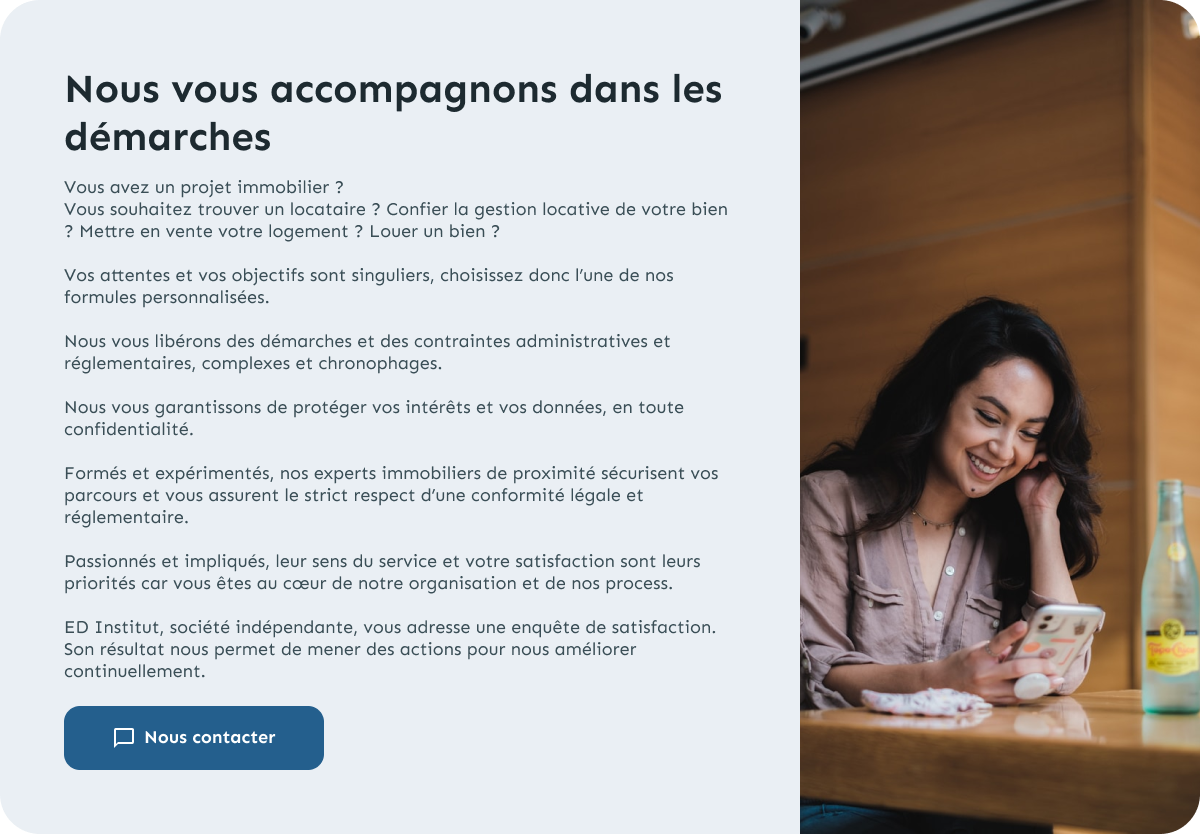 Nous vous accompagnons dans les
démarches
Vous avez un projet immobilier ?
Vous souhaitez trouver un locataire ? Confier la gestion locative de votre bien
? Mettre en vente votre logement ? Louer un bien ?
Vos attentes et vos objectifs sont singuliers, choisissez donc l’une de nos
formules personnalisées.
Nous vous libérons des démarches et des contraintes administratives et
réglementaires, complexes et chronophages.
Nous vous garantissons de protéger vos intérêts et vos données, en toute
confidentialité.
Formés et expérimentés, nos experts immobiliers de proximité sécurisent vos
parcours et vous assurent le strict respect d’une conformité légale et
réglementaire.
Passionnés et impliqués, leur sens du service et votre satisfaction sont leurs
priorités car vous êtes au cœur de notre organisation et de nos process.
ED Institut, société indépendante, vous adresse une enquête de satisfaction.
Son résultat nous permet de mener des actions pour nous améliorer
continuellement.
Nous contacter